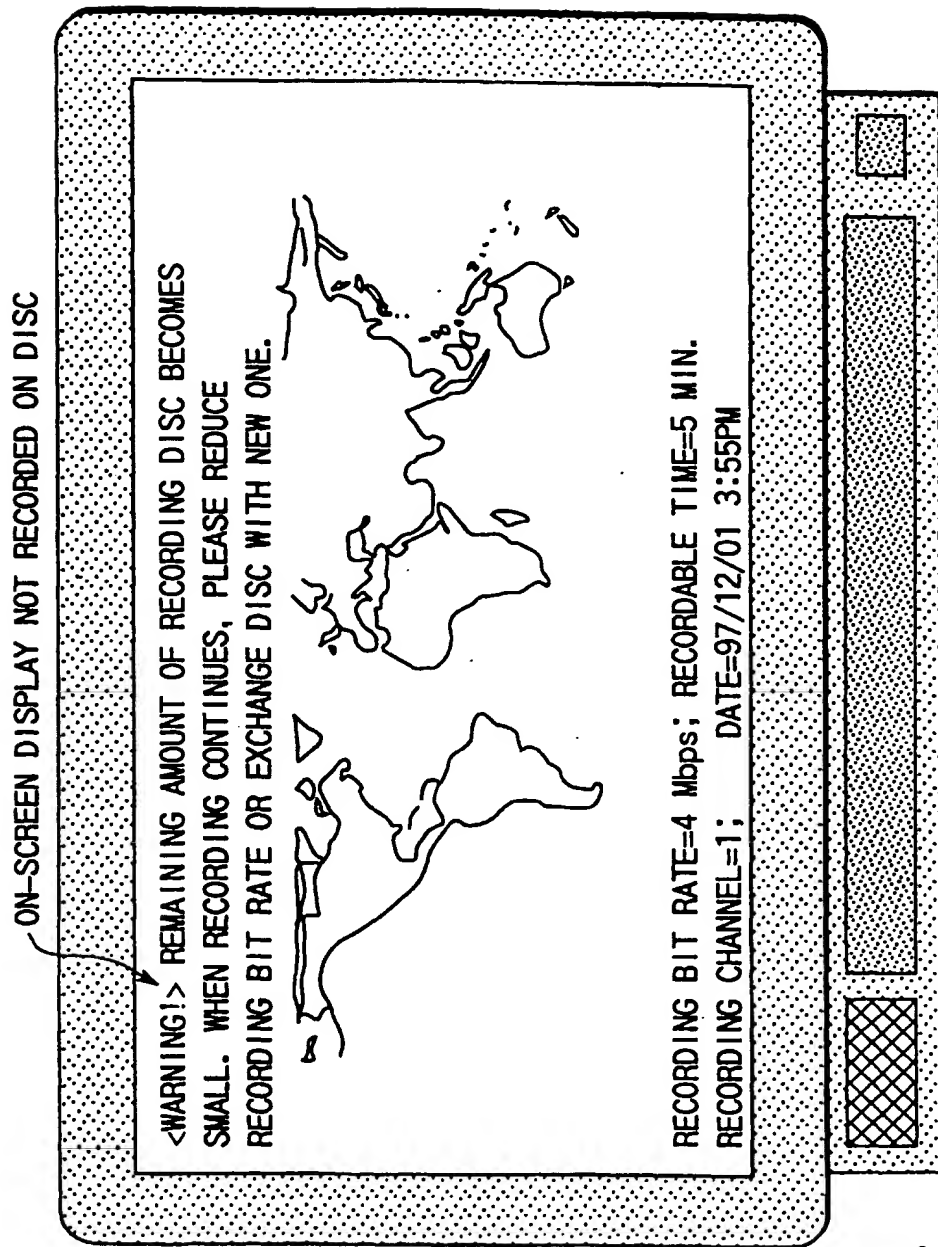 ON-SCREEN DISPLAY NOT RECORDED ON DISC
<WARNING!> REMAINING AMOUNT OF RECORDING DISC BECOMES
SMALL. WHEN RECORDING CONTINUES, PLEASE REDUCE
RECORDING BIT RATE OR EXCHANGE DISC WITH NEW ONE.
RECORDING BIT RATE=4 Mbps; RECORDABLE TIME=5 MIN.
RECORDING CHANNEL=1; DATE=97/12/01 3:55PM